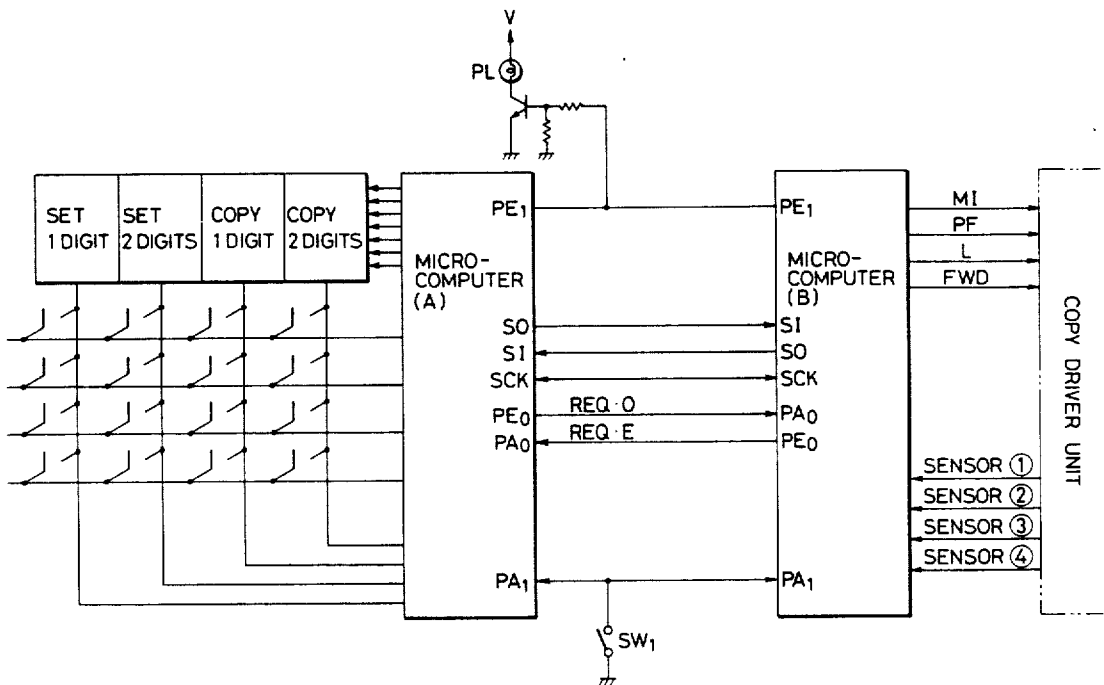 V
PL
SET
1 DIGIT
SET
2 DIGITS
COPY
1 DIGIT
COPY
2 DIGITS
MICRO-
COMPUTER
(A)
PE1
SO
SI
SCK
PE0
PA0
PA1
REQ·O
REQ·E
SW1
PE1
MICRO-
COMPUTER
(B)
SI
SO
SCK
PA0
PE0
PA1
MI
PF
L
FWD
SENSOR ①
SENSOR ②
SENSOR ③
SENSOR ④
COPY DRIVER UNIT